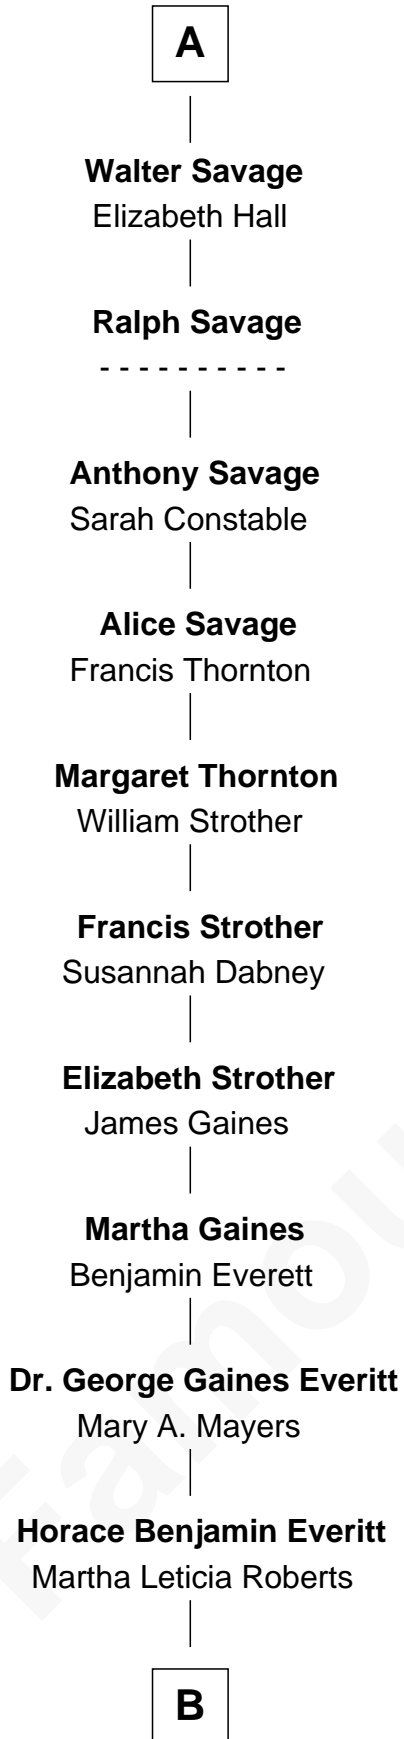 A
Walter Savage
Elizabeth Hall
Ralph Savage
- - - - - - - - - -
Anthony Savage
Sarah Constable
Alice Savage
Francis Thornton
Margaret Thornton
William Strother
Francis Strother
Susannah Dabney
Elizabeth Strother
James Gaines
Martha Gaines
Benjamin Everett
Dr. George Gaines Everitt
Mary A. Mayers
Horace Benjamin Everitt
Martha Leticia Roberts
B
Famou